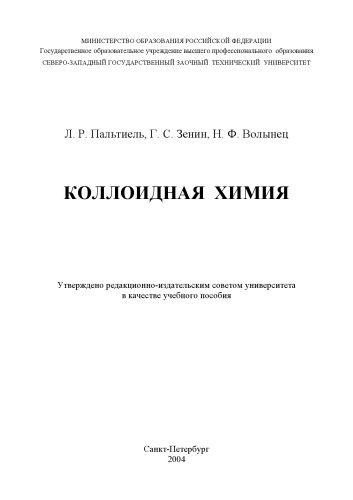 МИНИСТЕРСТВО ОБРАЗОВАНИЯ РОССИЙСКОЙ ФЕДЕРАЦИИ
Государственное образовательное учреждение высшего профессионального образования
СЕВЕРО-ЗАПАДНЫЙ ГОСУДАРСТВЕННЫЙ ЗАОЧНЫЙ ТЕХНИЧЕСКИЙ УНИВЕРСИТЕТ
Л. Р. Пальтиель, Г. С. Зенин, Н. Ф. Волынец
КОЛЛОИДНАЯ ХИМИЯ
Утверждено редакционно-издательским советом университета
в качестве учебного пособия
Санкт-Петербург
2004